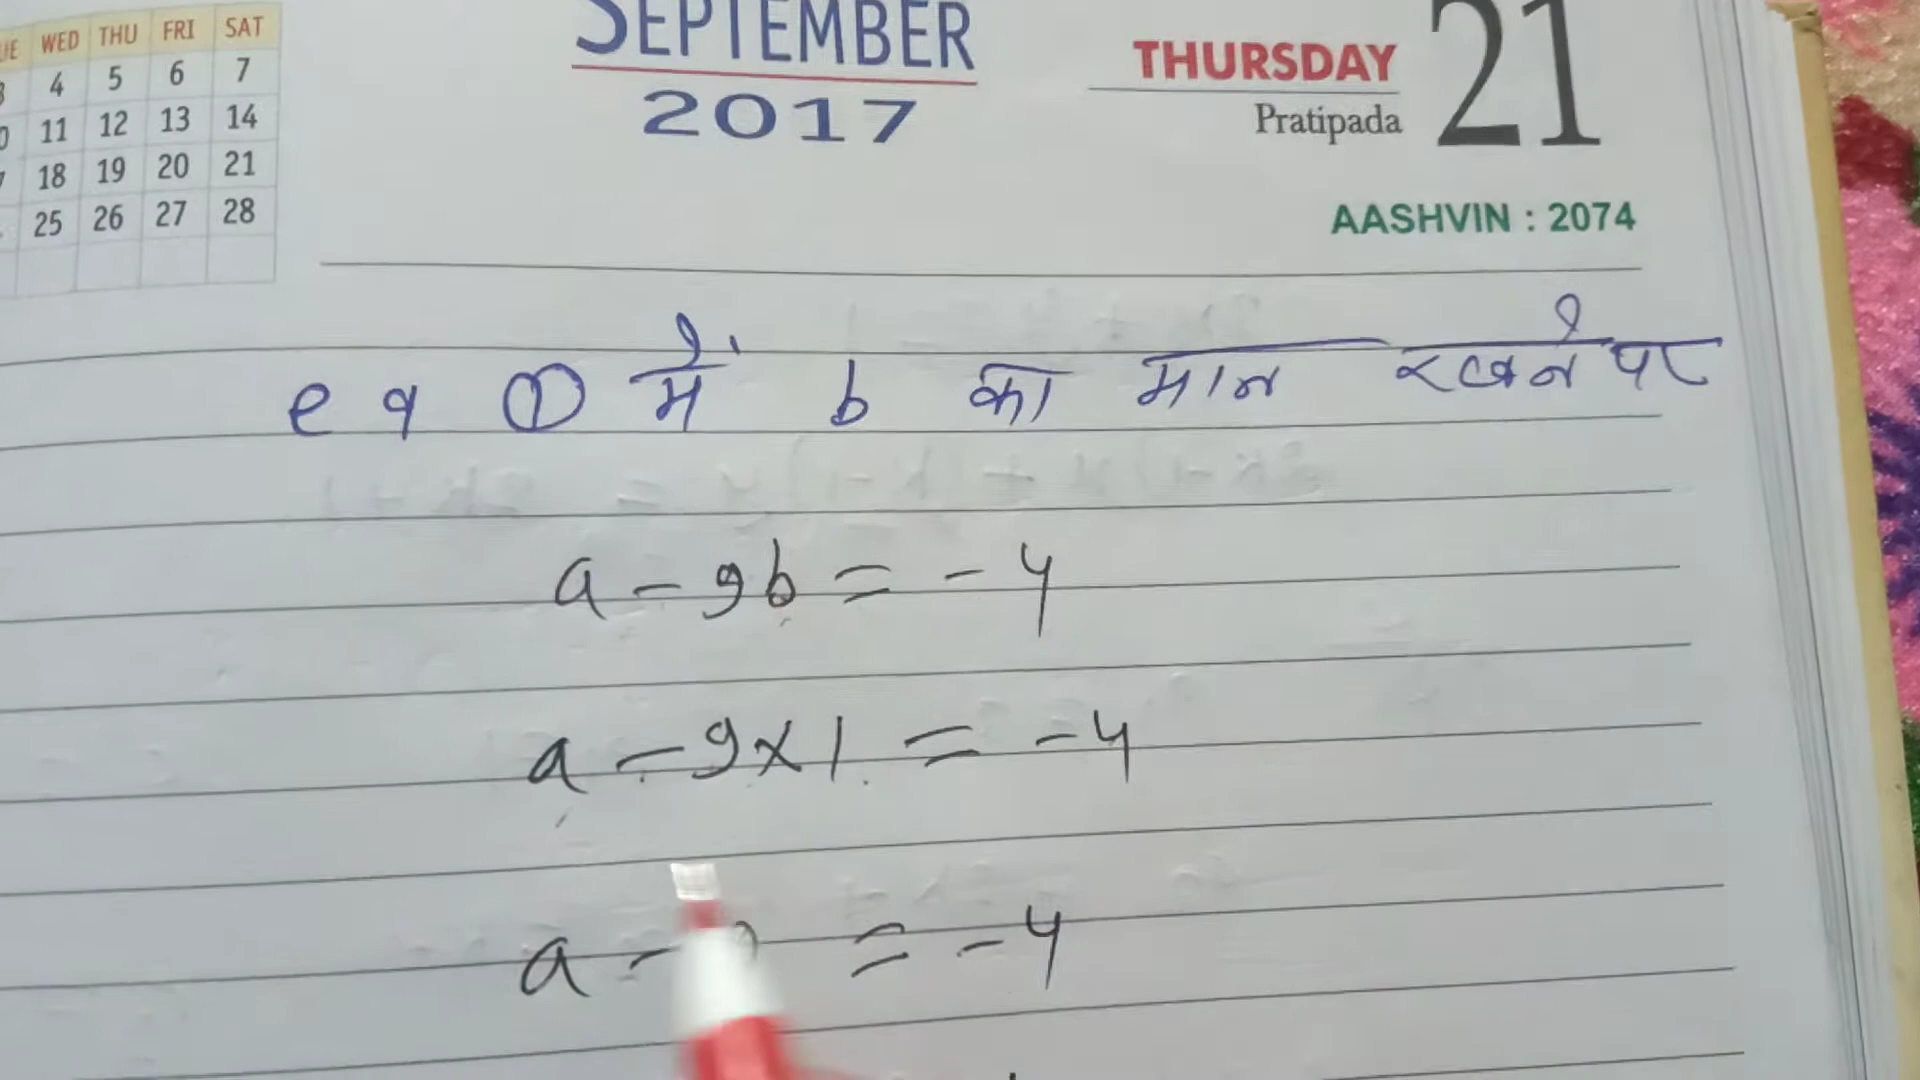 WED THU FRI SAT
4 5 6 7
11 12 13 14
18 19 20 21
25 26 27 28
SEPTEMBER
2017
THURSDAY 21
Pratipada
AASHVIN : 2074
eq ① में b का मान रखने पर
a - 9b = -4
a - 9x1 = -4
a - = -4